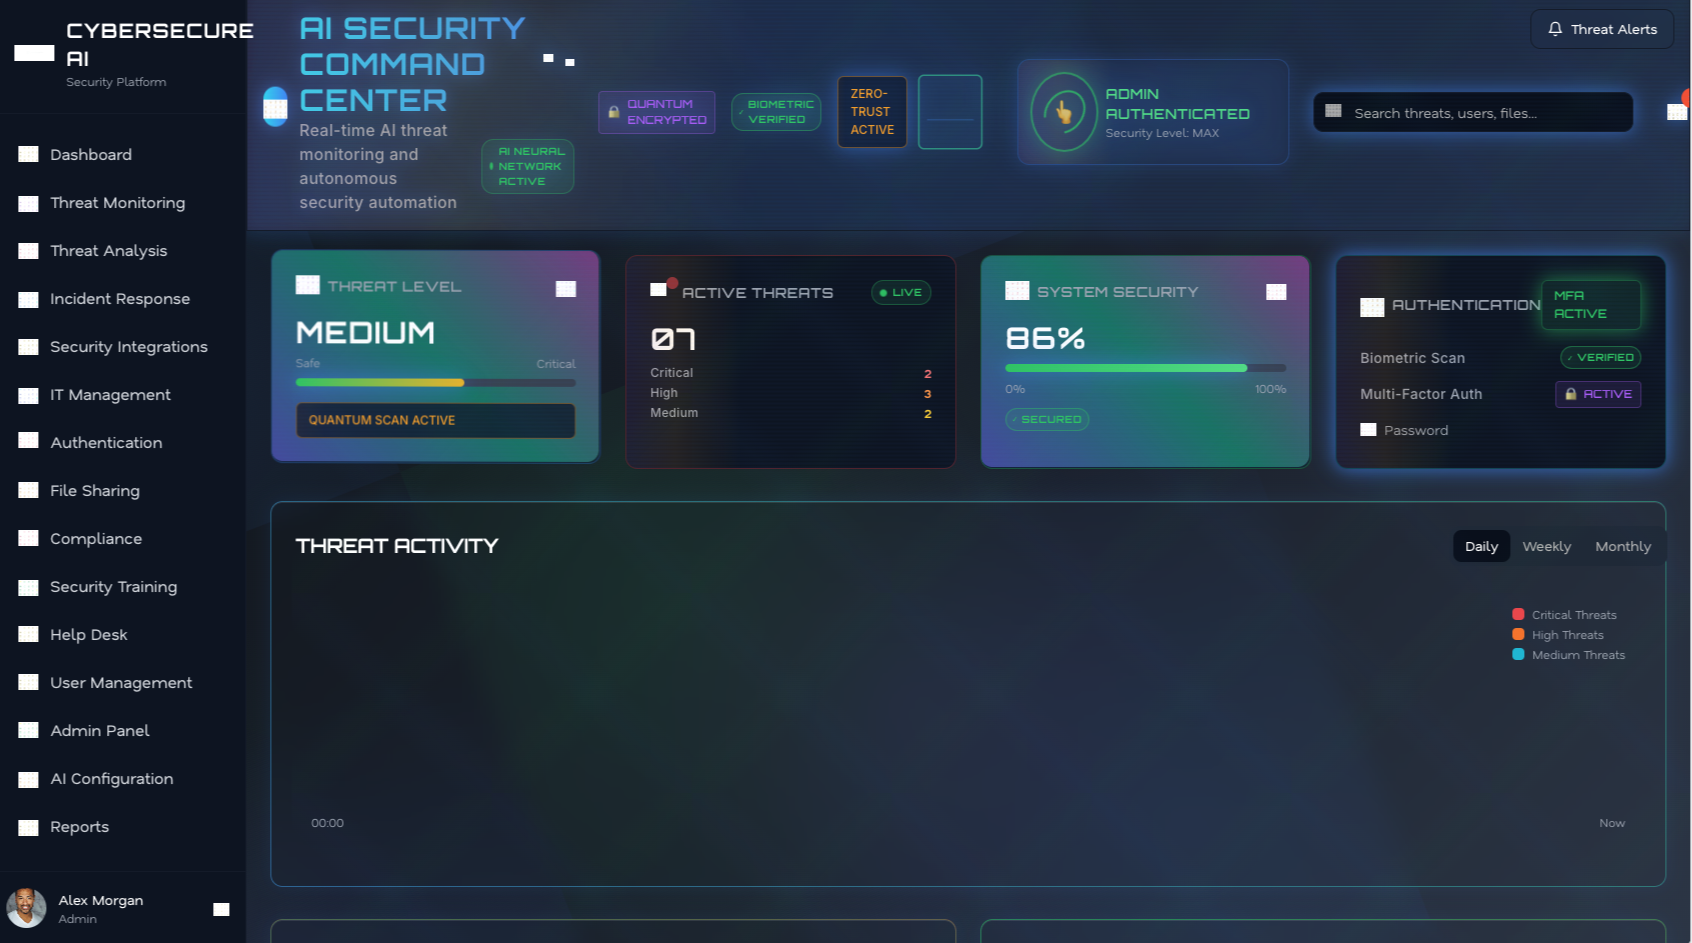 CYBERSECURE
AI
Security Platform
Dashboard
Threat Monitoring
Threat Analysis
Incident Response
Security Integrations
IT Management
Authentication
File Sharing
Compliance
Security Training
Help Desk
User Management
Admin Panel
AI Configuration
Reports
Alex Morgan
Admin
AI SECURITY
COMMAND
CENTER
Real-time AI threat
monitoring and
autonomous
security automation
AI NEURAL
NETWORK
ACTIVE
QUANTUM
ENCRYPTED
BIOMETRIC
VERIFIED
ZERO-
TRUST
ACTIVE
ADMIN
AUTHENTICATED
Security Level: MAX
Threat Alerts
Search threats, users, files...
THREAT LEVEL
MEDIUM
Safe Critical
QUANTUM SCAN ACTIVE
ACTIVE THREATS LIVE
07
Critical 2
High 3
Medium 2
SYSTEM SECURITY
86%
0% 100%
SECURED
AUTHENTICATION
MFA
ACTIVE
Biometric Scan VERIFIED
Multi-Factor Auth ACTIVE
Password
THREAT ACTIVITY
Daily Weekly Monthly
Critical Threats
High Threats
Medium Threats
00:00 Now